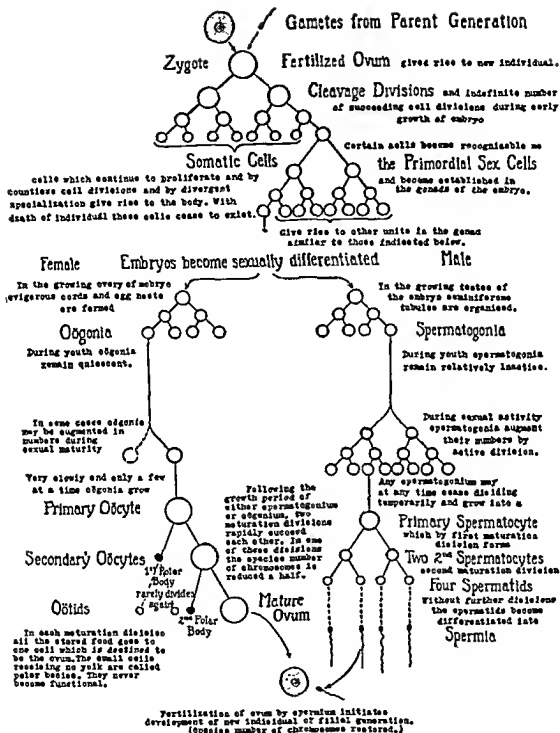 Gametes from Parent Generation
Zygote
Fertilized Ovum gives rise to new individual.
Cleavage Divisions and indefinite number
of succeeding cell divisions during early
growth of embryo
Somatic Cells
cells which continue to proliferate and by
countless cell divisions and by divergent
specialization give rise to the body. With
death of individual these cells cease to exist.
Certain cells become recognizable as
the Primordial Sex Cells
and become established in
the gonads of the embryo.
Give rise to other units in the gonad
similar to those indicated below.
Female
Embryos become sexually differentiated
Male
In the growing ovary of embryo
ovigerous cords and egg nests
are formed
In the growing testes of
the embryo seminiferous
tubules are organized.
Oögonia
Spermatogonia
During youth oögonia
remain quiescent.
During youth spermatogonia
remain relatively inactive.
In some cases oögonia
may be augmented in
numbers during
sexual maturity
During sexual activity
spermatogonia augment
their numbers by
active division.
Very slowly and only a few
at a time oögonia grow
Any spermatogonium may
at any time cease dividing
temporarily and grow into a
Following the
growth period of
either spermatogonium
or oögonium, two
maturation divisions
rapidly succeed
each other. In one
of these divisions
the species number
of chromosomes is
reduced a half.
Primary Oöcyte
Primary Spermatocyte
which by first maturation
division forms
Secondary Oöcytes
1st Polar
Body
rarely divides
again
Two 2nd Spermatocytes
second maturation division
Four Spermatids
Without further divisions
the spermatids become
differentiated into
Spermia
Oötids
2nd Polar
Body
Mature
Ovum
In each maturation division
all the stored food goes to
one cell which is destined to
be the ovum. The small cells
receiving no yolk are called
polar bodies. They never
become functional.
Fertilization of ovum by spermium initiates
development of new individual of filial generation.
(Species number of chromosomes restored.)